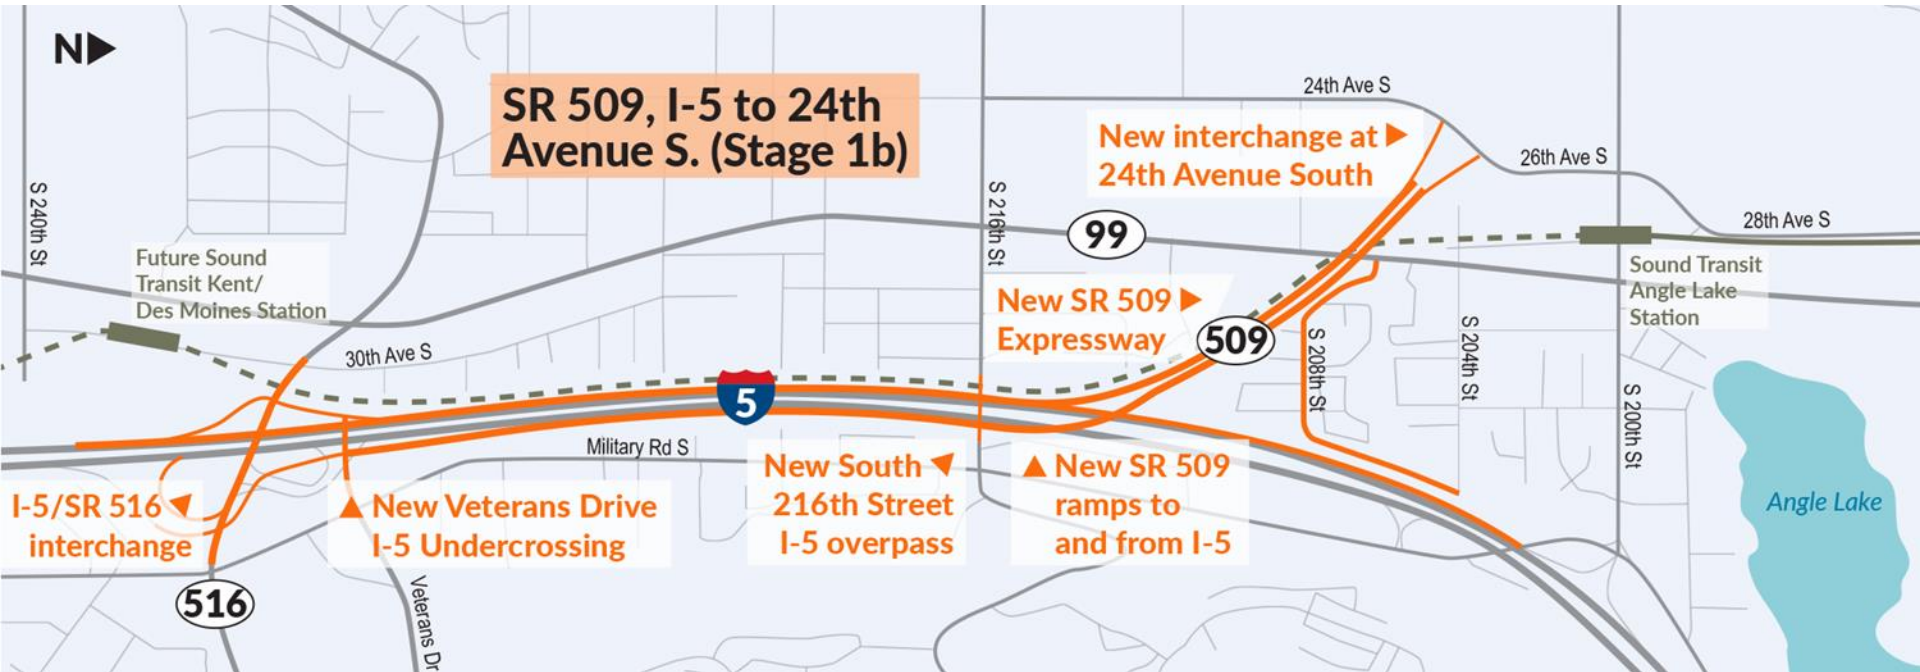 N
SR 509, I-5 to 24th
Avenue S. (Stage 1b)
24th Ave S
New interchange at
24th Avenue South
26th Ave S
28th Ave S
S 240th St
S 216th St
99
Future Sound
Transit Kent/
Des Moines Station
Sound Transit
Angle Lake
Station
New SR 509
Expressway
509
S 208th St
S 204th St
S 200th St
30th Ave S
5
Military Rd S
I-5/SR 516
interchange
New Veterans Drive
I-5 Undercrossing
New South
216th Street
I-5 overpass
New SR 509
ramps to
and from I-5
Angle Lake
516
Veterans Dr